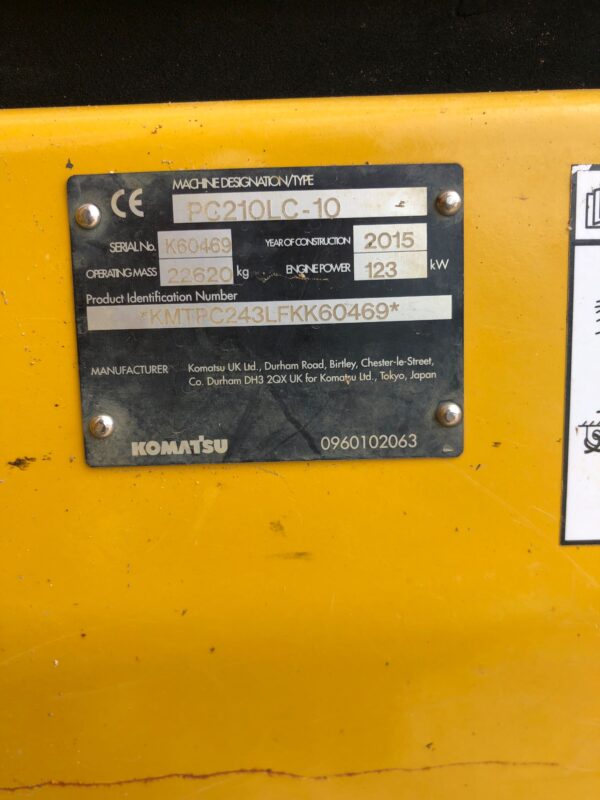 CE
MACHINE DESIGNATION/TYPE
PC210LC-10
SERIAL No. K60469 YEAR OF CONSTRUCTION 2015
OPERATING MASS 22620 kg ENGINE POWER 123 kW
Product Identification Number
*KMTPC243LFKK60469*
MANUFACTURER Komatsu UK Ltd., Durham Road, Birtley, Chester-le-Street,
Co. Durham DH3 2QX UK for Komatsu Ltd., Tokyo, Japan
KOMATSU 0960102063